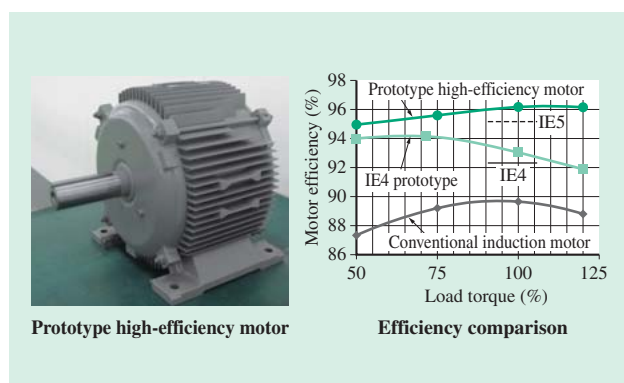 98
96
94
92
90
88
86
Motor efficiency (%)
Prototype high-efficiency motor
IE5
IE4 prototype
IE4
Conventional induction motor
50 75 100 125
Load torque (%)
Prototype high-efficiency motor
Efficiency comparison